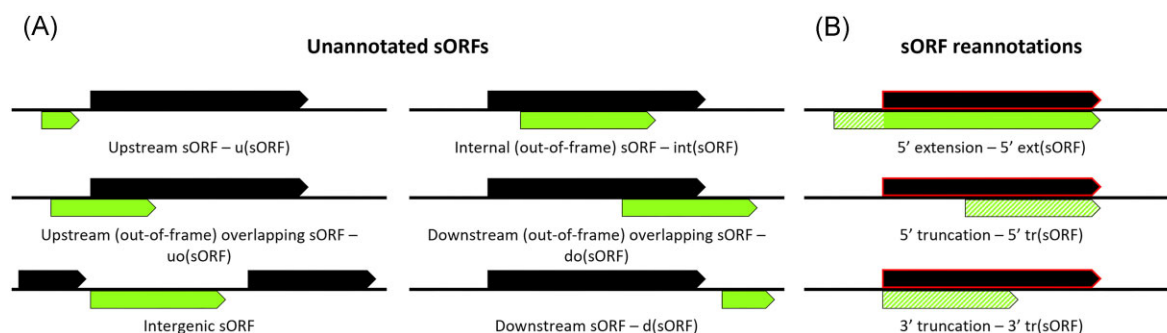 (A)
Unannotated sORFs
(B)
sORF reannotations
Upstream sORF – u(sORF)
Internal (out-of-frame) sORF – int(sORF)
5’ extension – 5’ ext(sORF)
Upstream (out-of-frame) overlapping sORF –
uo(sORF)
Downstream (out-of-frame) overlapping sORF –
do(sORF)
5’ truncation – 5’ tr(sORF)
Intergenic sORF
Downstream sORF – d(sORF)
3’ truncation – 3’ tr(sORF)